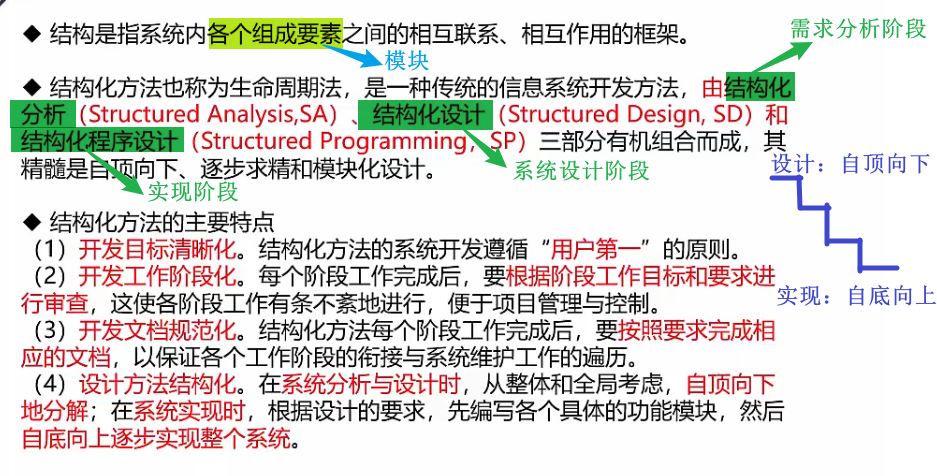 ◆ 结构是指系统内各个组成要素之间的相互联系、相互作用的框架。
需求分析阶段
模块
◆ 结构化方法也称为生命周期法，是一种传统的信息系统开发方法，由结构化
分析（Structured Analysis,SA）、结构化设计（Structured Design, SD）和
结构化程序设计（Structured Programming，SP）三部分有机组合而成，其
精髓是自顶向下、逐步求精和模块化设计。
系统设计阶段
实现阶段
设计：自顶向下
◆ 结构化方法的主要特点
（1）开发目标清晰化。结构化方法的系统开发遵循“用户第一”的原则。
（2）开发工作阶段化。每个阶段工作完成后，要根据阶段工作目标和要求进
行审查，这使各阶段工作有条不紊地进行，便于项目管理与控制。
实现：自底向上
（3）开发文档规范化。结构化方法每个阶段工作完成后，要按照要求完成相
应的文档，以保证各个工作阶段的衔接与系统维护工作的遍历。
（4）设计方法结构化。在系统分析与设计时，从整体和全局考虑，自顶向下
地分解；在系统实现时，根据设计的要求，先编写各个具体的功能模块，然后
自底向上逐步实现整个系统。